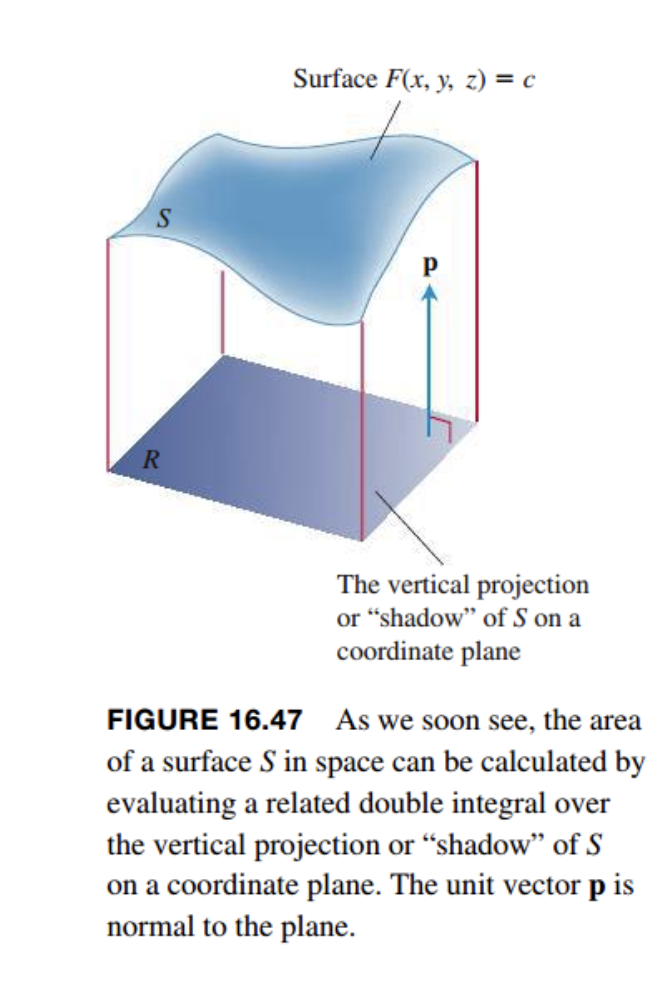 Surface F(x, y, z) = c
S
p
R
The vertical projection
or “shadow” of S on a
coordinate plane
FIGURE 16.47 As we soon see, the area
of a surface S in space can be calculated by
evaluating a related double integral over
the vertical projection or “shadow” of S
on a coordinate plane. The unit vector p is
normal to the plane.